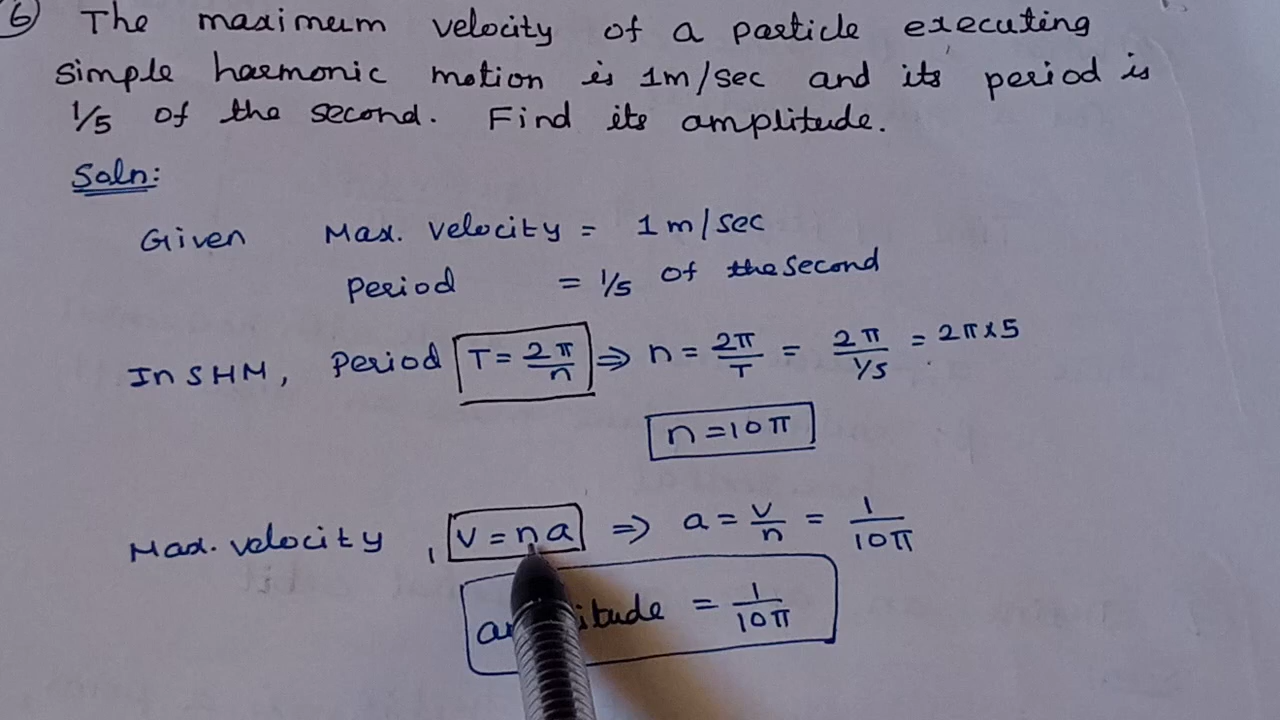 6 The maximum velocity of a particle executing
simple harmonic motion is 1m/sec and its period is
1/5 of the second. Find its amplitude.
Soln:
Given Max. velocity = 1m/sec
Period = 1/5 of the second
In SHM, Period T = 2π/n ⇒ n = 2π/T = 2π/1/5 = 2π×5
n = 10π
Max. velocity, v = na ⇒ a = v/n = 1/10π
= 1/10π